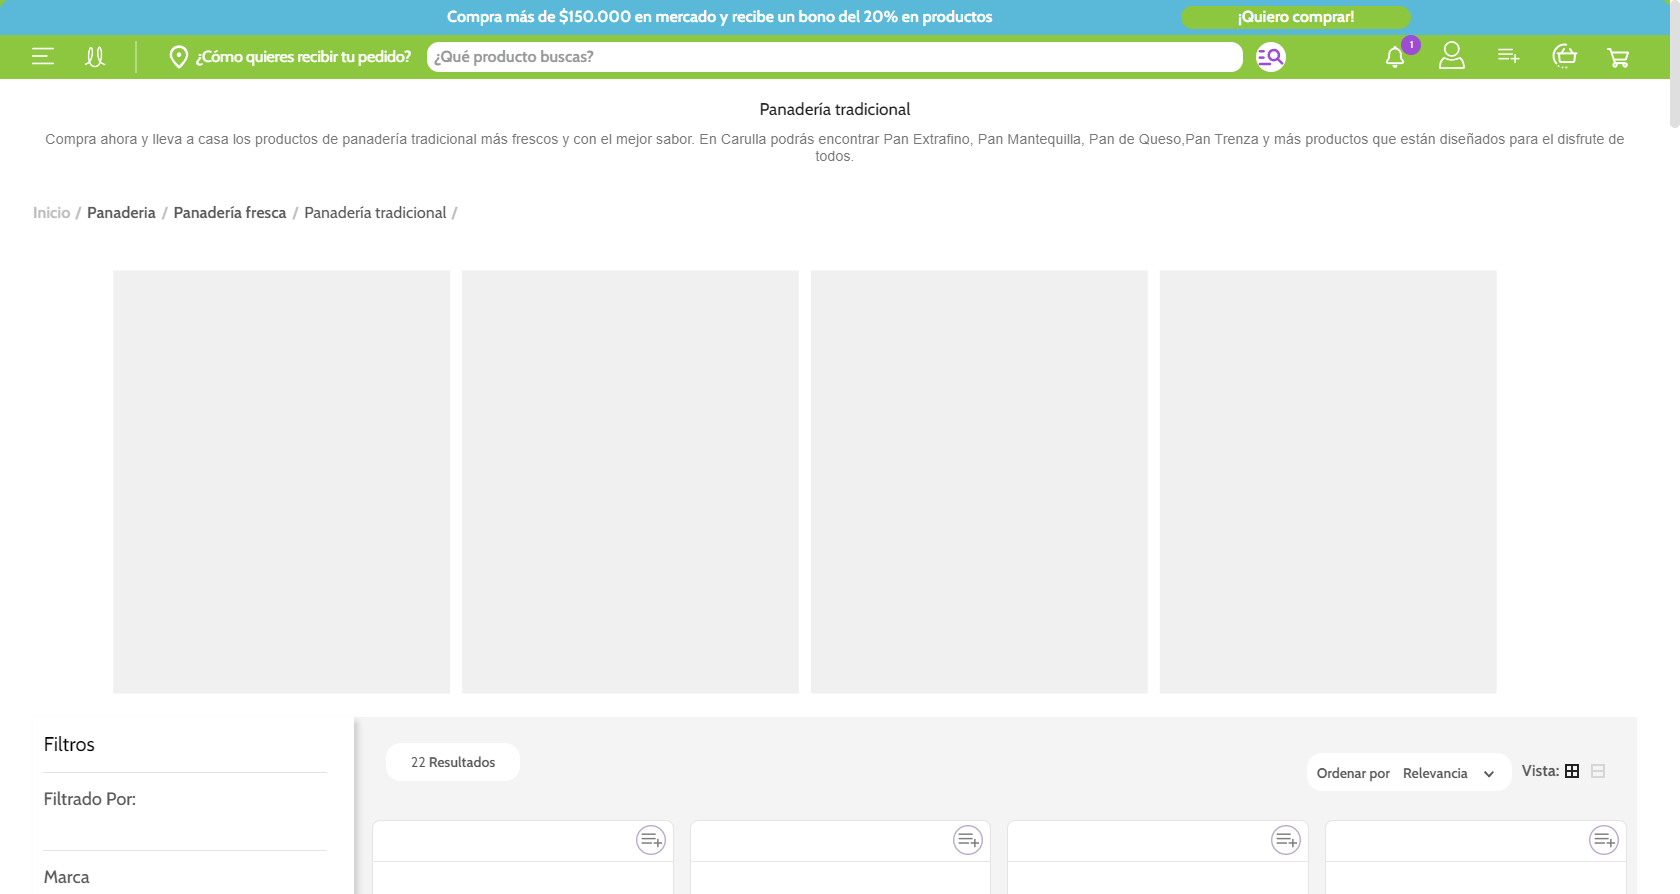 Compra más de $150.000 en mercado y recibe un bono del 20% en productos
¡Quiero comprar!
¿Cómo quieres recibir tu pedido?
¿Qué producto buscas?
1
Panadería tradicional
Compra ahora y lleva a casa los productos de panadería tradicional más frescos y con el mejor sabor. En Carulla podrás encontrar Pan Extrafino, Pan Mantequilla, Pan de Queso,Pan Trenza y más productos que están diseñados para el disfrute de
todos.
Inicio / Panaderia / Panadería fresca / Panadería tradicional /
Filtros
22 Resultados
Ordenar por Relevancia
Vista:
Filtrado Por:
Marca